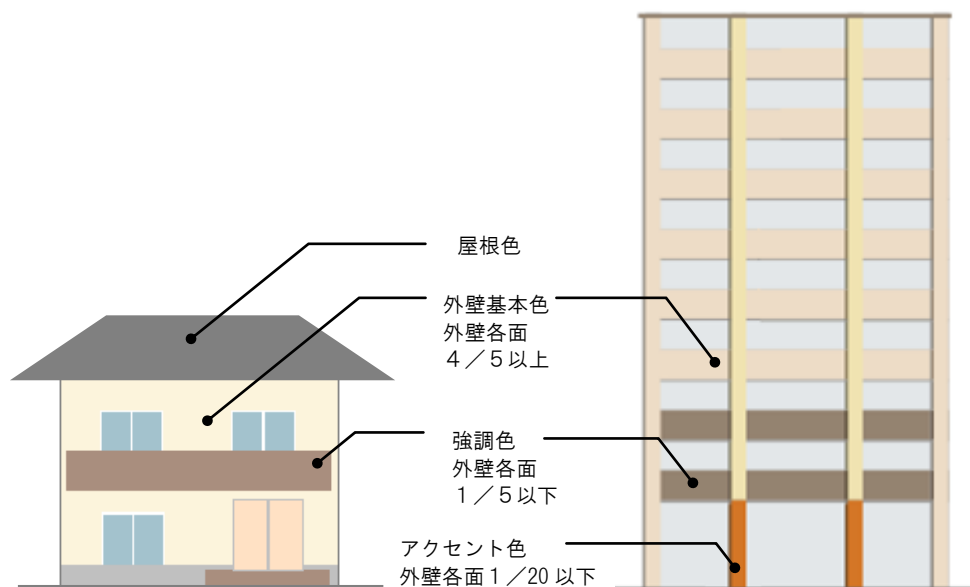 屋根色
外壁基本色
外壁各面
４／５以上
強調色
外壁各面
１／５以下
アクセント色
外壁各面１／20 以下